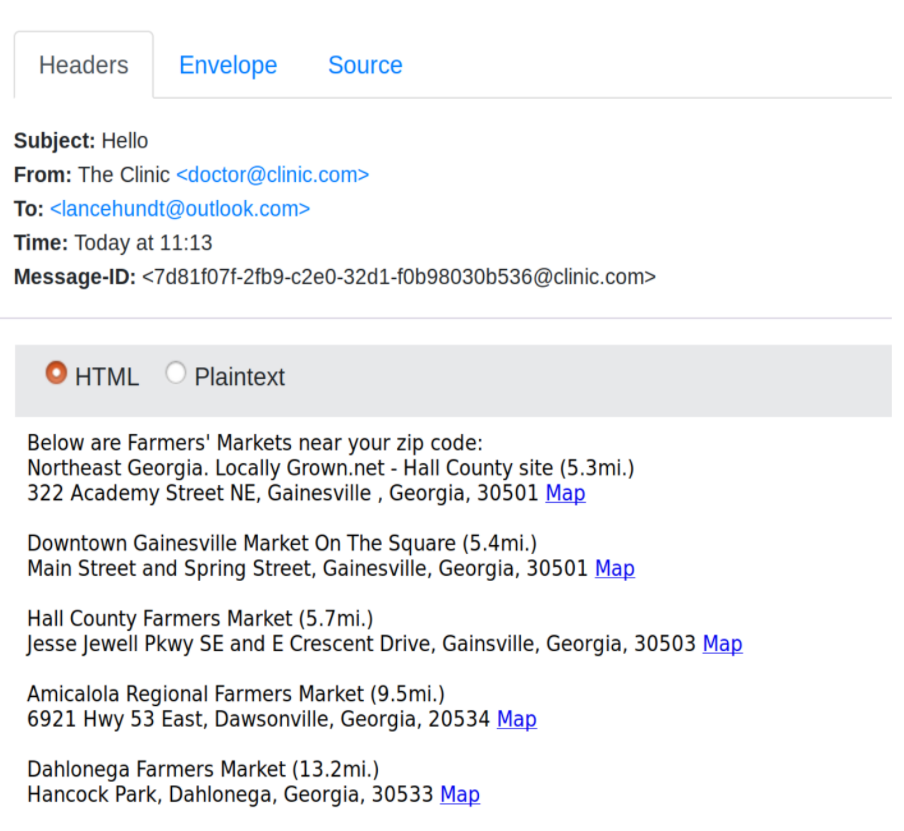 Headers Envelope Source
Subject: Hello
From: The Clinic <doctor@clinic.com>
To: <lancehundt@outlook.com>
Time: Today at 11:13
Message-ID: <7d81f07f-2fb9-c2e0-32d1-f0b98030b536@clinic.com>
HTML Plaintext
Below are Farmers' Markets near your zip code:
Northeast Georgia. Locally Grown.net - Hall County site (5.3mi.)
322 Academy Street NE, Gainesville , Georgia, 30501 Map
Downtown Gainesville Market On The Square (5.4mi.)
Main Street and Spring Street, Gainesville, Georgia, 30501 Map
Hall County Farmers Market (5.7mi.)
Jesse Jewell Pkwy SE and E Crescent Drive, Gainsville, Georgia, 30503 Map
Amicalola Regional Farmers Market (9.5mi.)
6921 Hwy 53 East, Dawsonville, Georgia, 20534 Map
Dahlonega Farmers Market (13.2mi.)
Hancock Park, Dahlonega, Georgia, 30533 Map